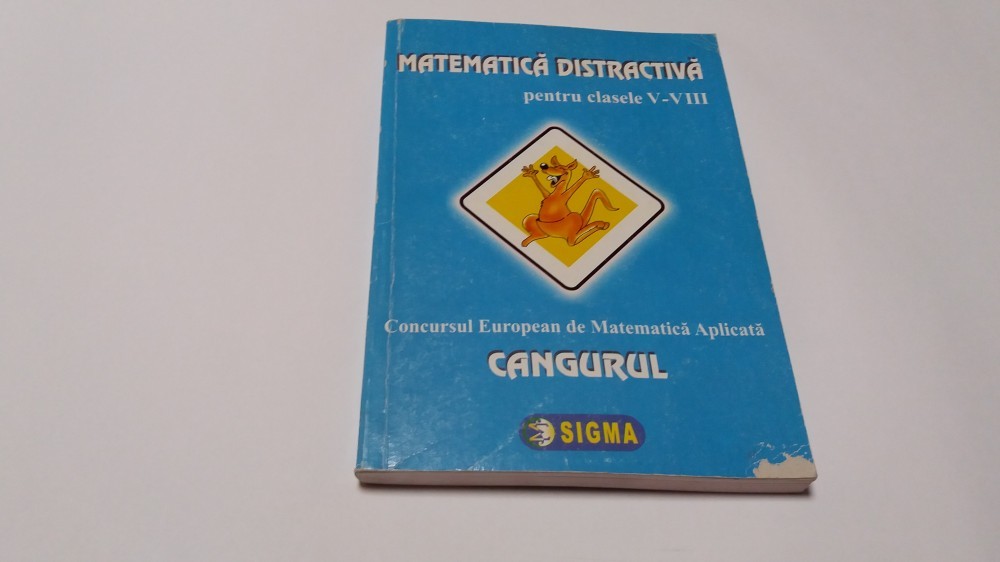 MATEMATICĂ DISTRACTIVĂ
pentru clasele V-VIII
Concursul European de Matematică Aplicată
CANGURUL
SIGMA